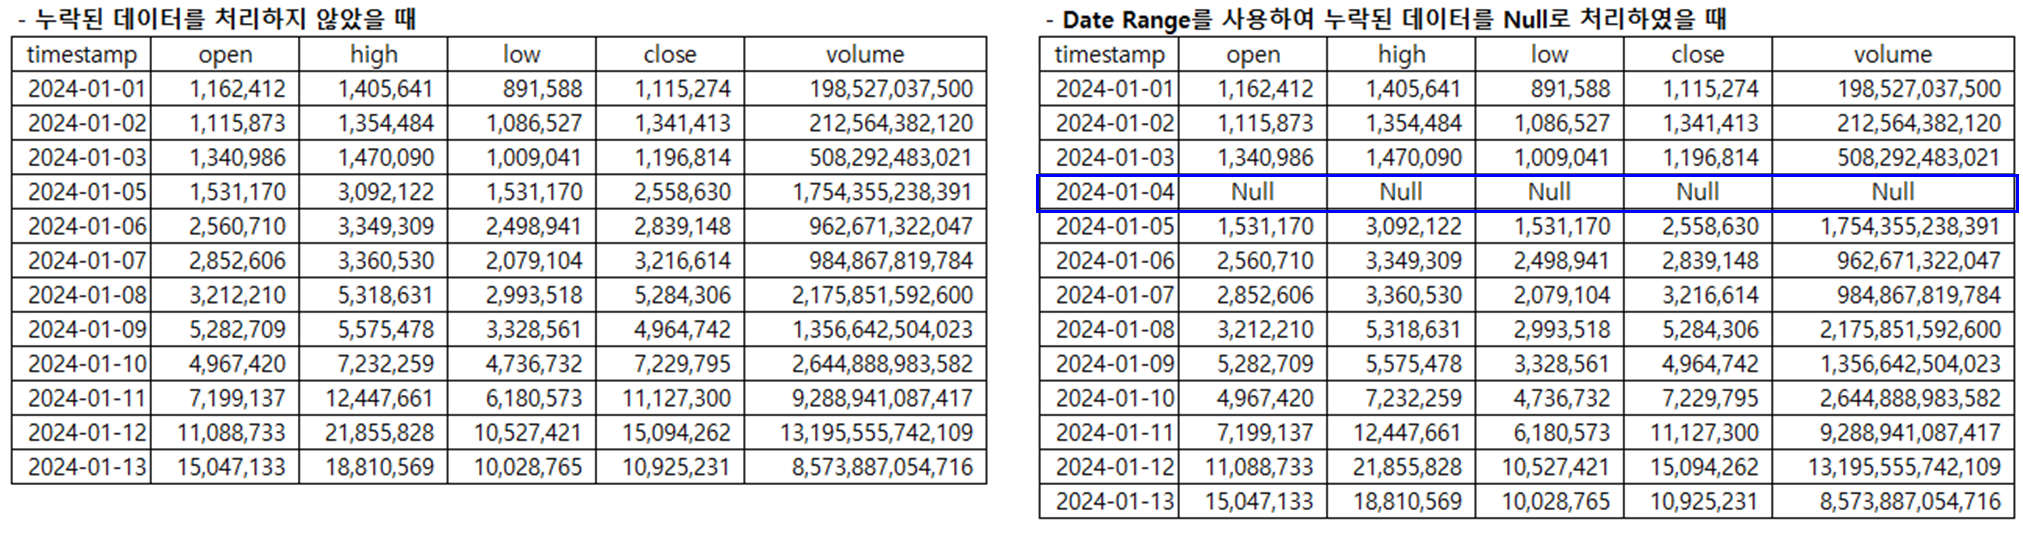 - 누락된 데이터를 처리하지 않았을 때
timestamp open high low close volume
2024-01-01 1,162,412 1,405,641 891,588 1,115,274 198,527,037,500
2024-01-02 1,115,873 1,354,484 1,086,527 1,341,413 212,564,382,120
2024-01-03 1,340,986 1,470,090 1,009,041 1,196,814 508,292,483,021
2024-01-05 1,531,170 3,092,122 1,531,170 2,558,630 1,754,355,238,391
2024-01-06 2,560,710 3,349,309 2,498,941 2,839,148 962,671,322,047
2024-01-07 2,852,606 3,360,530 2,079,104 3,216,614 984,867,819,784
2024-01-08 3,212,210 5,318,631 2,993,518 5,284,306 2,175,851,592,600
2024-01-09 5,282,709 5,575,478 3,328,561 4,964,742 1,356,642,504,023
2024-01-10 4,967,420 7,232,259 4,736,732 7,229,795 2,644,888,983,582
2024-01-11 7,199,137 12,447,661 6,180,573 11,127,300 9,288,941,087,417
2024-01-12 11,088,733 21,855,828 10,527,421 15,094,262 13,195,555,742,109
2024-01-13 15,047,133 18,810,569 10,028,765 10,925,231 8,573,887,054,716
- Date Range를 사용하여 누락된 데이터를 Null로 처리하였을 때
timestamp open high low close volume
2024-01-01 1,162,412 1,405,641 891,588 1,115,274 198,527,037,500
2024-01-02 1,115,873 1,354,484 1,086,527 1,341,413 212,564,382,120
2024-01-03 1,340,986 1,470,090 1,009,041 1,196,814 508,292,483,021
2024-01-04 Null Null Null Null Null
2024-01-05 1,531,170 3,092,122 1,531,170 2,558,630 1,754,355,238,391
2024-01-06 2,560,710 3,349,309 2,498,941 2,839,148 962,671,322,047
2024-01-07 2,852,606 3,360,530 2,079,104 3,216,614 984,867,819,784
2024-01-08 3,212,210 5,318,631 2,993,518 5,284,306 2,175,851,592,600
2024-01-09 5,282,709 5,575,478 3,328,561 4,964,742 1,356,642,504,023
2024-01-10 4,967,420 7,232,259 4,736,732 7,229,795 2,644,888,983,582
2024-01-11 7,199,137 12,447,661 6,180,573 11,127,300 9,288,941,087,417
2024-01-12 11,088,733 21,855,828 10,527,421 15,094,262 13,195,555,742,109
2024-01-13 15,047,133 18,810,569 10,028,765 10,925,231 8,573,887,054,716